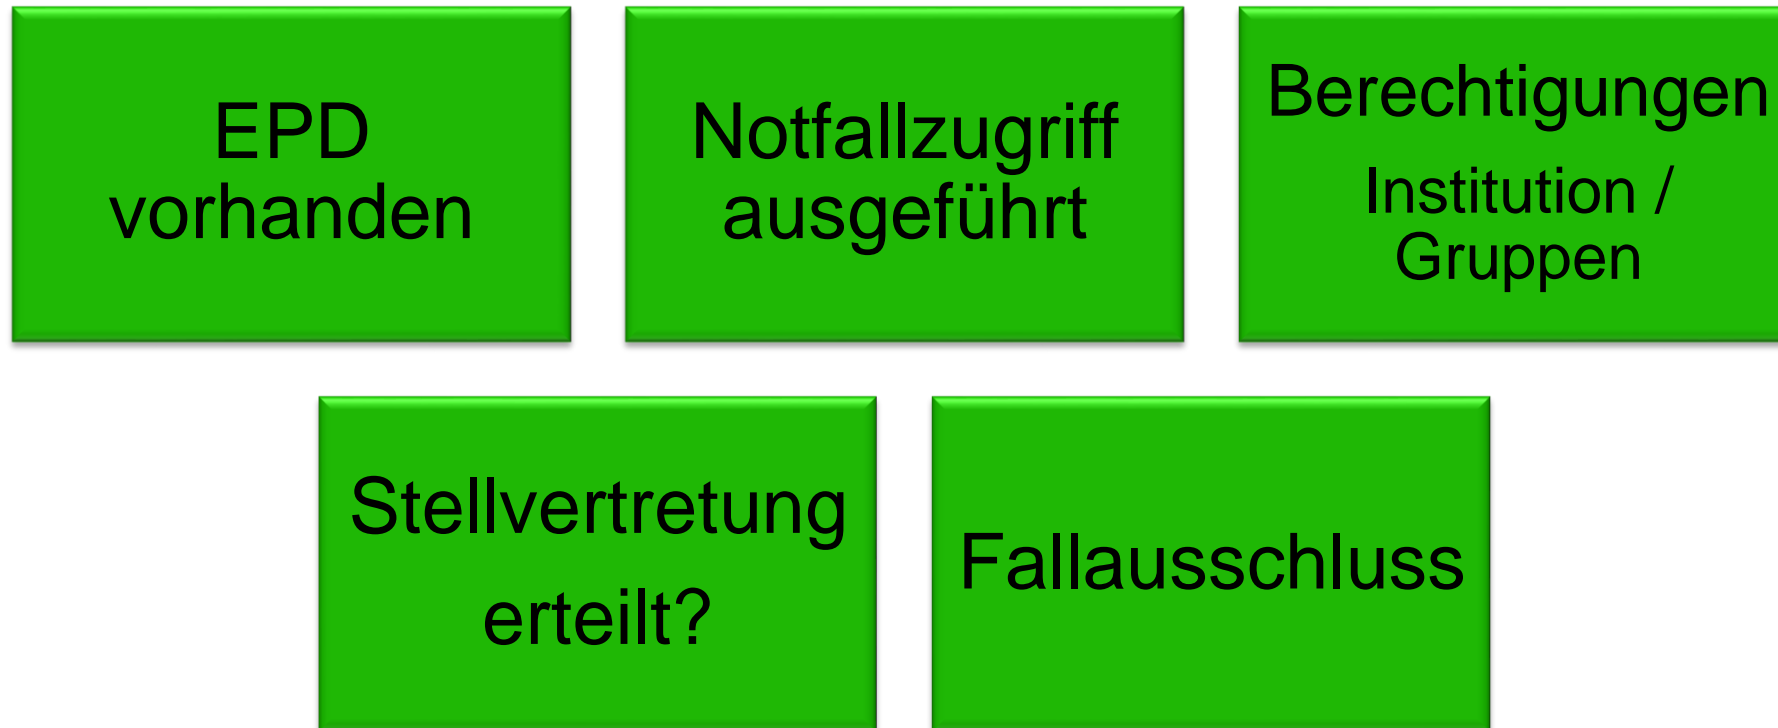 EPD
vorhanden
Notfallzugriff
ausgeführt
Berechtigungen
Institution /
Gruppen
Stellvertretung
erteilt?
Fallausschluss